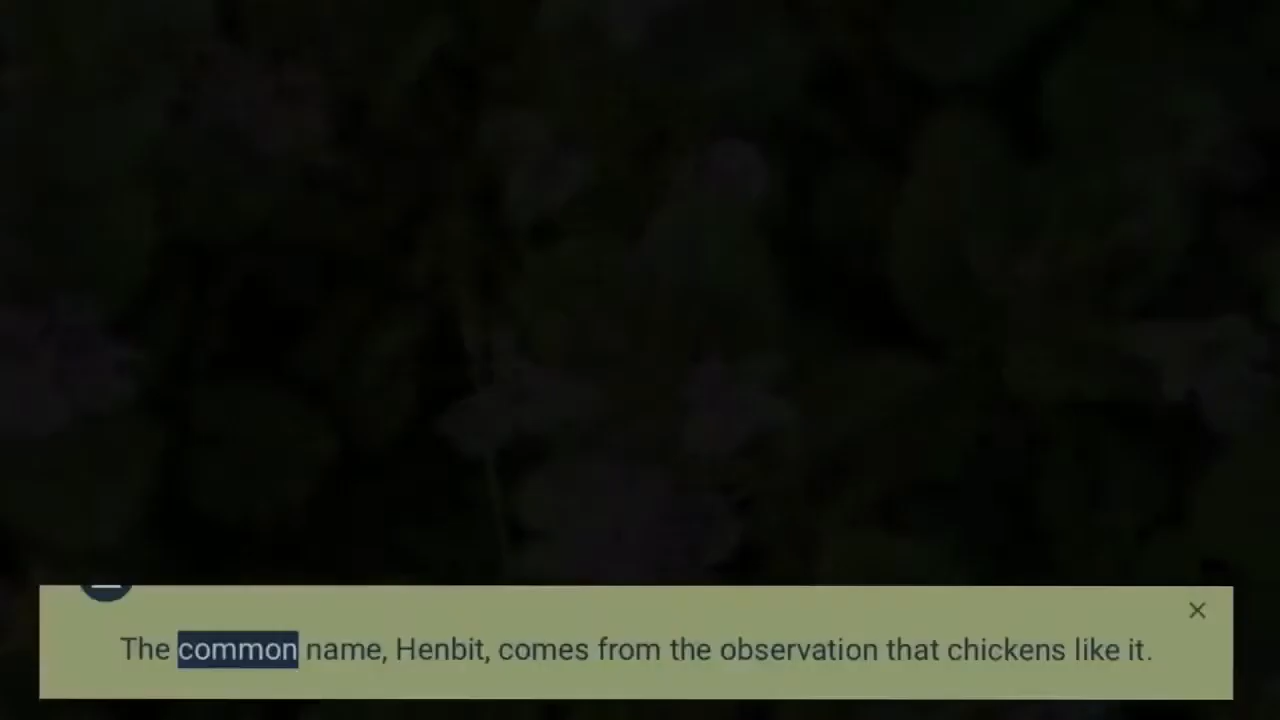 The common name, Henbit, comes from the observation that chickens like it.